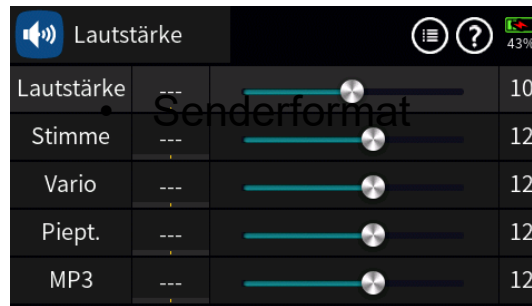 Lautstärke
43%
Lautstärke --- 10
Senderformat
Stimme --- 12
Vario --- 12
Piept. --- 12
MP3 --- 12